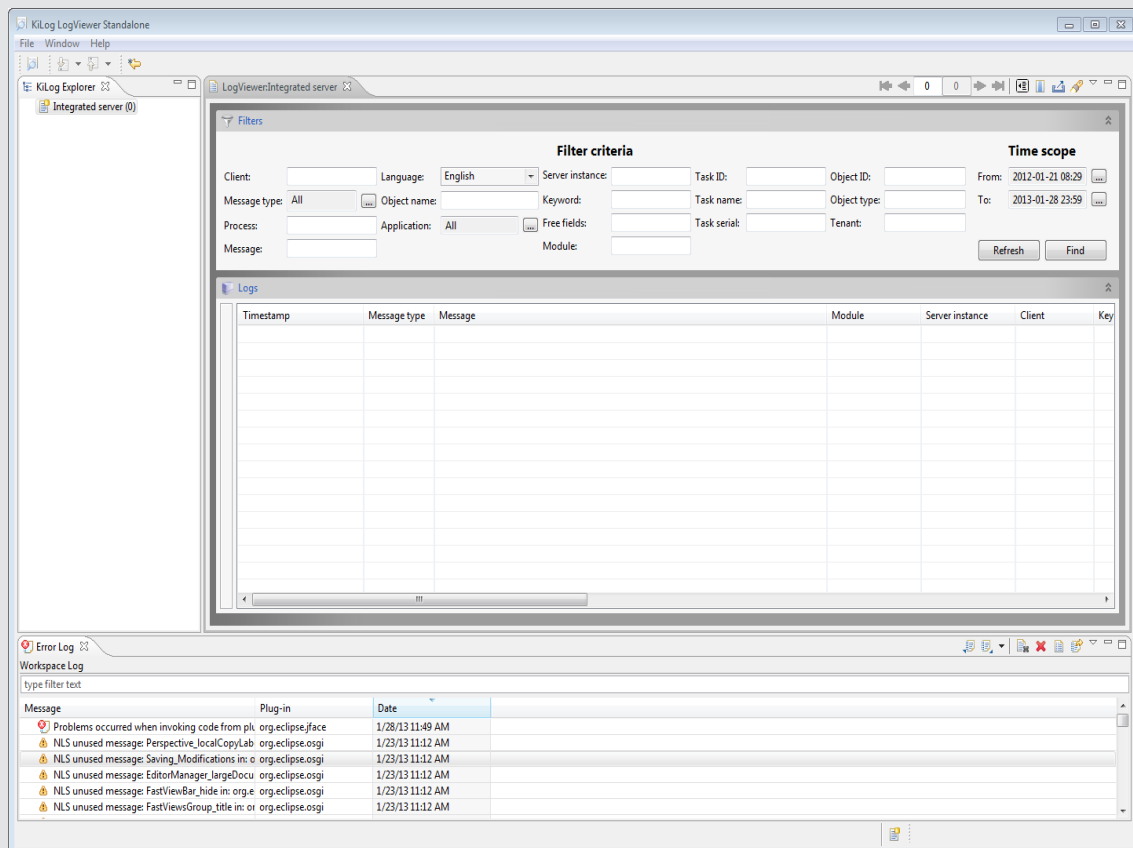 KiLog LogViewer Standalone
File Window Help
KiLog Explorer
Integrated server (0)
LogViewer:Integrated server
0 0
Filters
Filter criteria Time scope
Client: Language: English Server instance: Task ID: Object ID: From: 2012-01-21 08:29 ...
Message type: All ... Object name: Keyword: Task name: Object type: To: 2013-01-28 23:59 ...
Process: Application: All ... Free fields: Task serial: Tenant:
Message: Module: Refresh Find
Logs
Timestamp Message type Message Module Server instance Client Key
Error Log
Workspace Log
type filter text
Message Plug-in Date
Problems occurred when invoking code from plu org.eclipse.jface 1/28/13 11:49 AM
NLS unused message: Perspective_localCopyLab org.eclipse.osgi 1/23/13 11:12 AM
NLS unused message: Saving_Modifications in: o org.eclipse.osgi 1/23/13 11:12 AM
NLS unused message: EditorManager_largeDocu org.eclipse.osgi 1/23/13 11:12 AM
NLS unused message: FastViewBar_hide in: org.e org.eclipse.osgi 1/23/13 11:12 AM
NLS unused message: FastViewsGroup_title in: or org.eclipse.osgi 1/23/13 11:12 AM